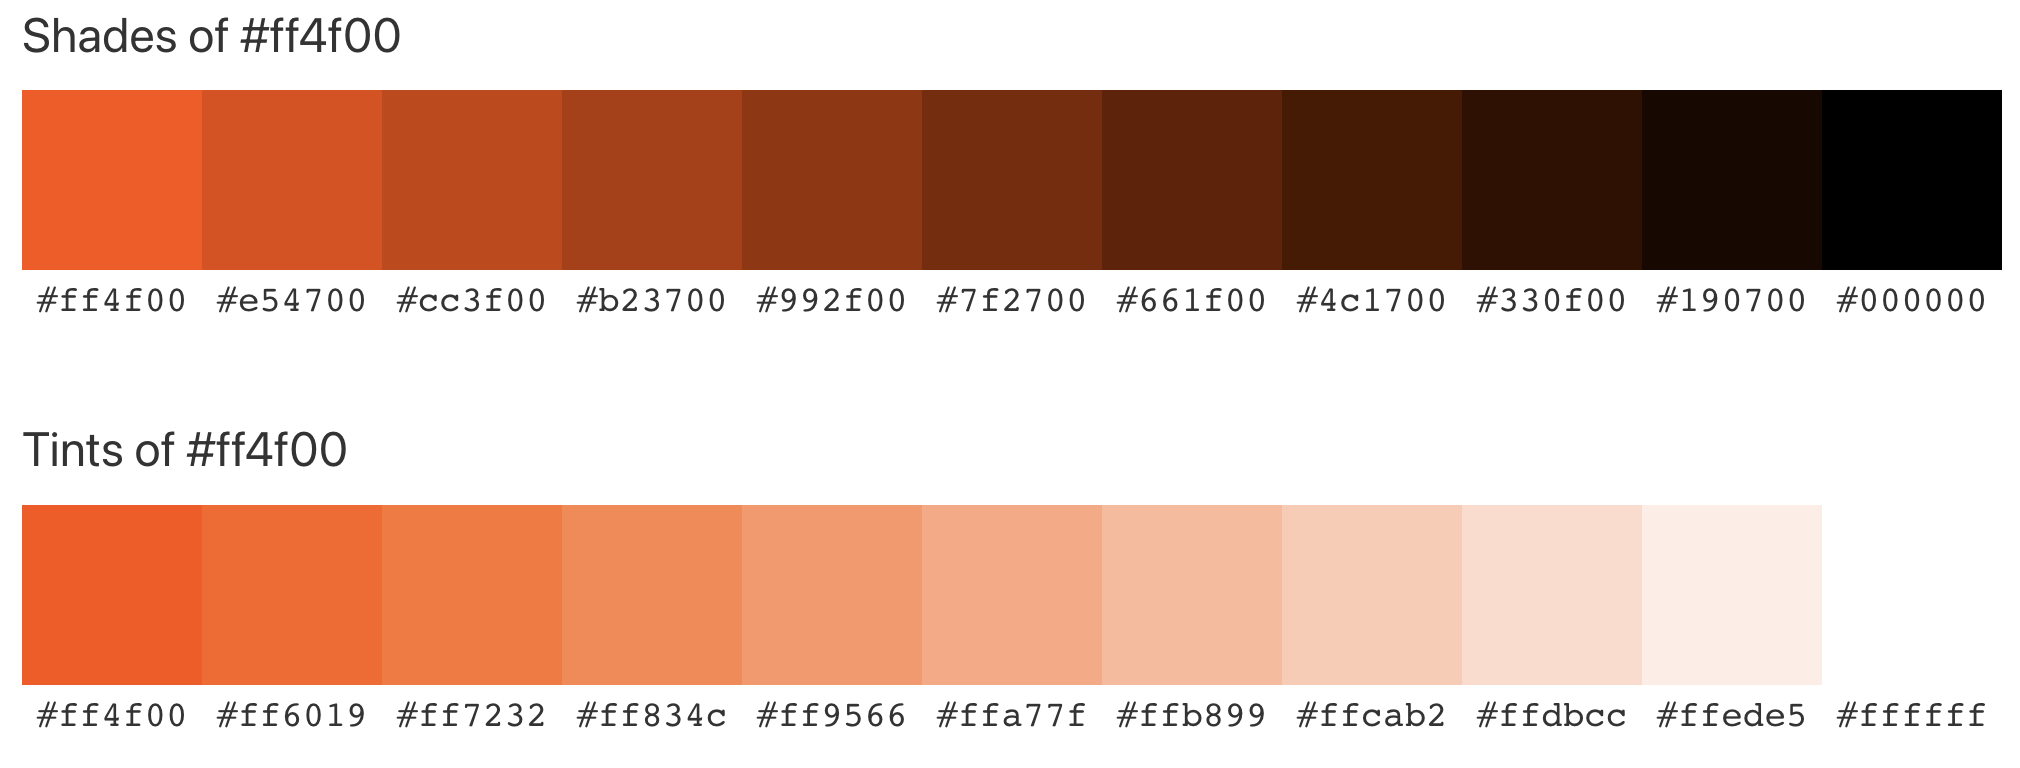 Shades of #ff4f00
#ff4f00 #e54700 #cc3f00 #b23700 #992f00 #7f2700 #661f00 #4c1700 #330f00 #190700 #000000
Tints of #ff4f00
#ff4f00 #ff6019 #ff7232 #ff834c #ff9566 #ffa77f #ffb899 #ffcab2 #ffdbcc #ffede5 #ffffff